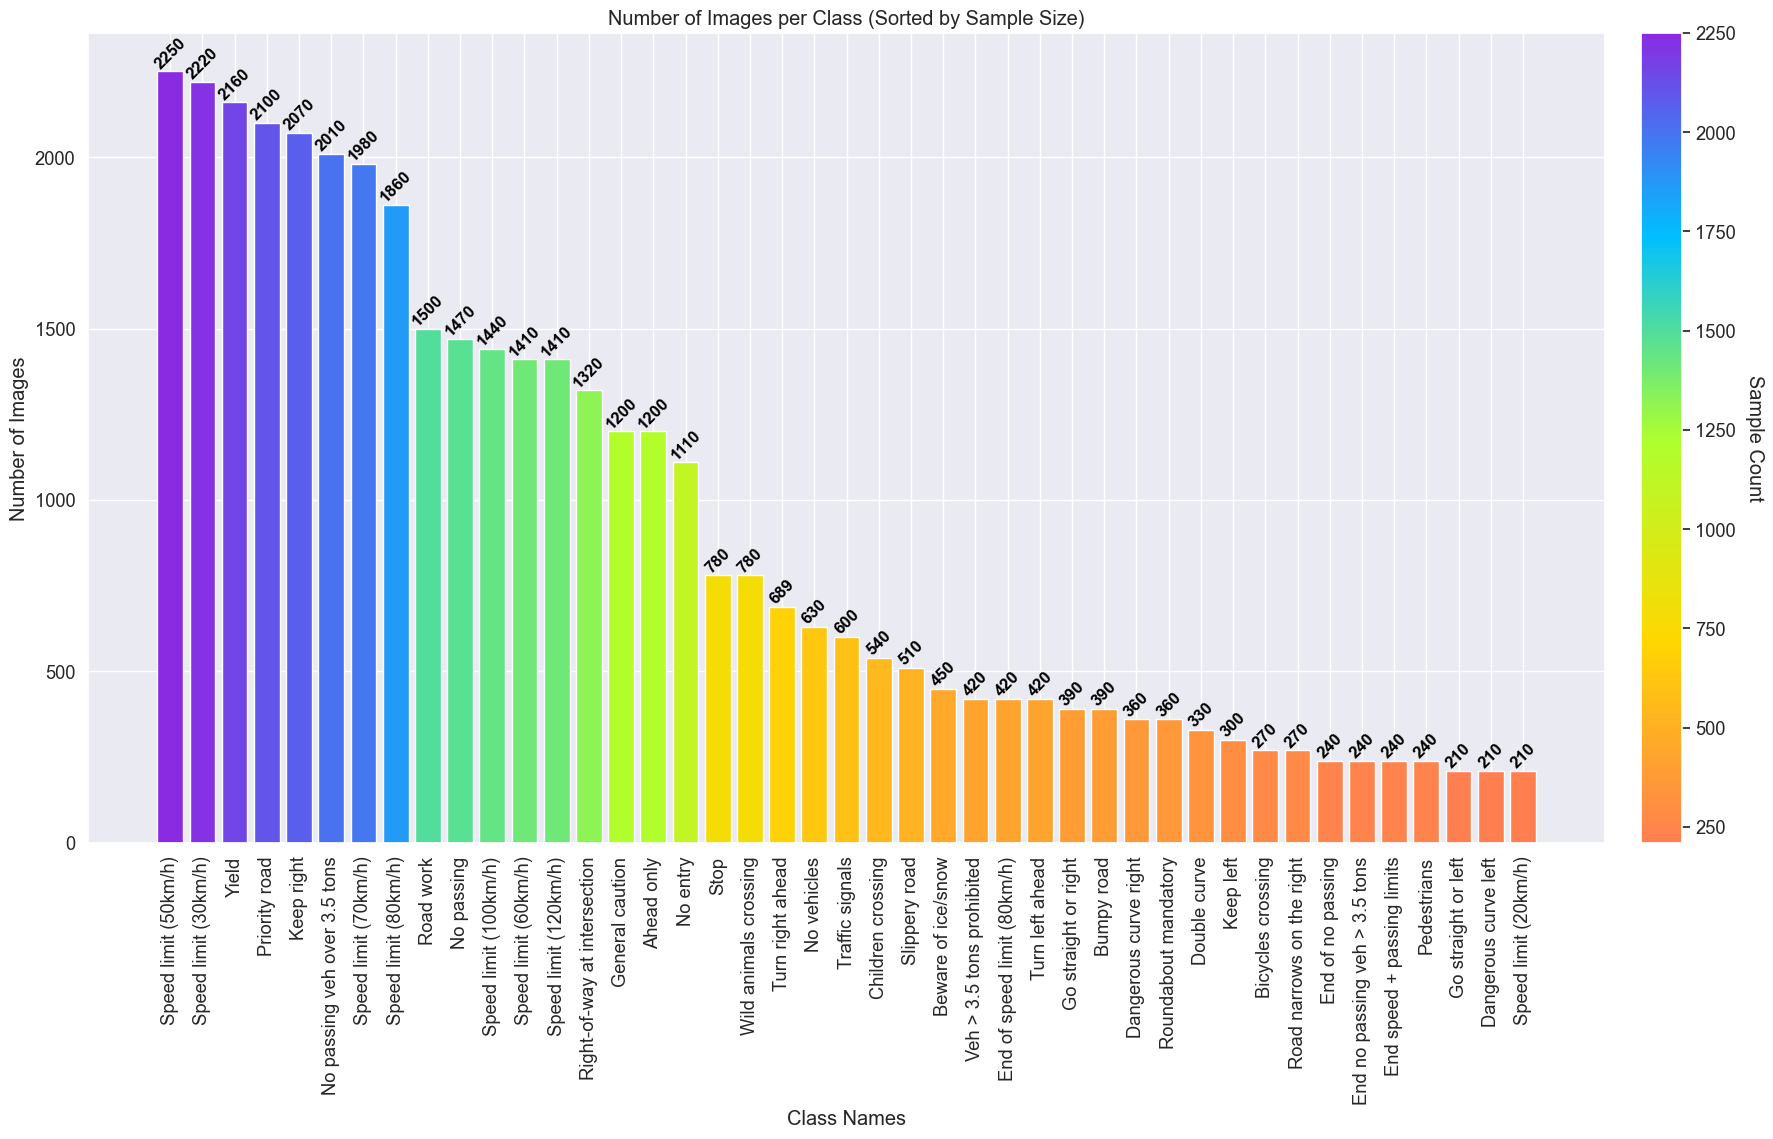 Number of Images per Class (Sorted by Sample Size)
Number of Images
2000
1500
1000
500
0
2250
2220
2160
2100
2070
2010
1980
1860
1500
1470
1440
1410
1410
1320
1200
1200
1110
780
780
689
630
600
540
510
450
420
420
420
390
390
360
360
330
300
270
270
240
240
240
240
210
210
210
Speed limit (50km/h)
Speed limit (30km/h)
Yield
Priority road
Keep right
No passing veh over 3.5 tons
Speed limit (70km/h)
Speed limit (80km/h)
Road work
No passing
Speed limit (100km/h)
Speed limit (60km/h)
Speed limit (120km/h)
Right-of-way at intersection
General caution
Ahead only
No entry
Stop
Wild animals crossing
Turn right ahead
No vehicles
Traffic signals
Children crossing
Slippery road
Beware of ice/snow
Veh > 3.5 tons prohibited
End of speed limit (80km/h)
Turn left ahead
Go straight or right
Bumpy road
Dangerous curve right
Roundabout mandatory
Double curve
Keep left
Bicycles crossing
Road narrows on the right
End of no passing
End no passing veh > 3.5 tons
End speed + passing limits
Pedestrians
Go straight or left
Dangerous curve left
Speed limit (20km/h)
Class Names
2250
2000
1750
1500
1250
1000
750
500
250
Sample Count